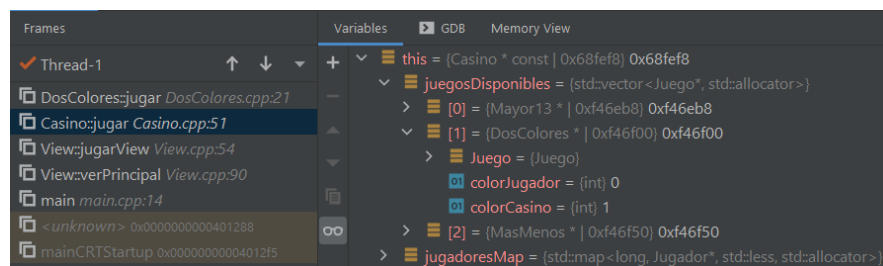 Frames
Thread-1
DosColores::jugar DosColores.cpp:21
Casino::jugar Casino.cpp:51
View::jugarView View.cpp:54
View::verPrincipal View.cpp:90
main main.cpp:14
<unknown> 0x0000000000401288
mainCRTStartup 0x00000000004012f5
Variables GDB Memory View
this = {Casino * const | 0x68fef8} 0x68fef8
juegosDisponibles = {std::vector<Juego*, std::allocator>}
[0] = {Mayor13 * | 0xf46eb8} 0xf46eb8
[1] = {DosColores * | 0xf46f00} 0xf46f00
Juego = {Juego}
01 colorJugador = {int} 0
01 colorCasino = {int} 1
[2] = {MasMenos * | 0xf46f50} 0xf46f50
jugadoresMap = {std::map<long, Jugador*, std::less, std::allocator>}